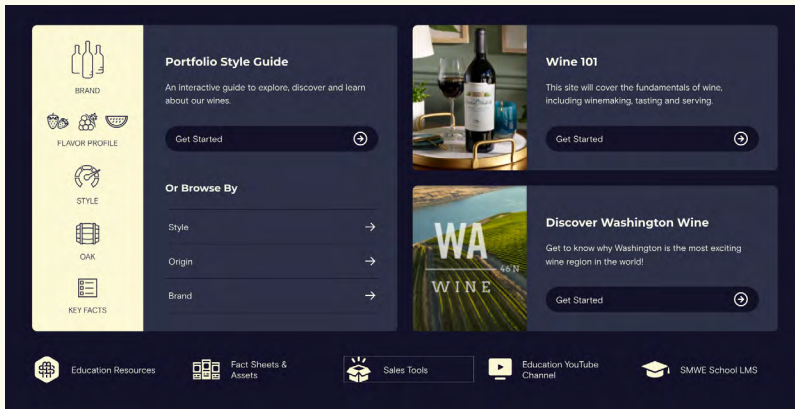 BRAND
FLAVOR PROFILE
STYLE
OAK
KEY FACTS
Portfolio Style Guide
An interactive guide to explore, discover and learn
about our wines.
Get Started
Or Browse By
Style
Origin
Brand
Wine 101
This site will cover the fundamentals of wine,
including winemaking, tasting and serving.
Get Started
WA
46°N
WINE
Discover Washington Wine
Get to know why Washington is the most exciting
wine region in the world!
Get Started
Education Resources
Fact Sheets &
Assets
Sales Tools
Education YouTube
Channel
SMWE School LMS